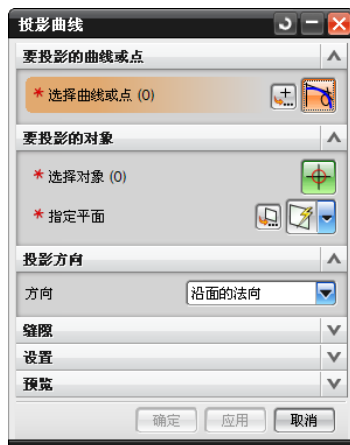 投影曲线
要投影的曲线或点
* 选择曲线或点 (0)
要投影的对象
* 选择对象 (0)
* 指定平面
投影方向
方向 沿面的法向
缝隙
设置
预览
确定 应用 取消